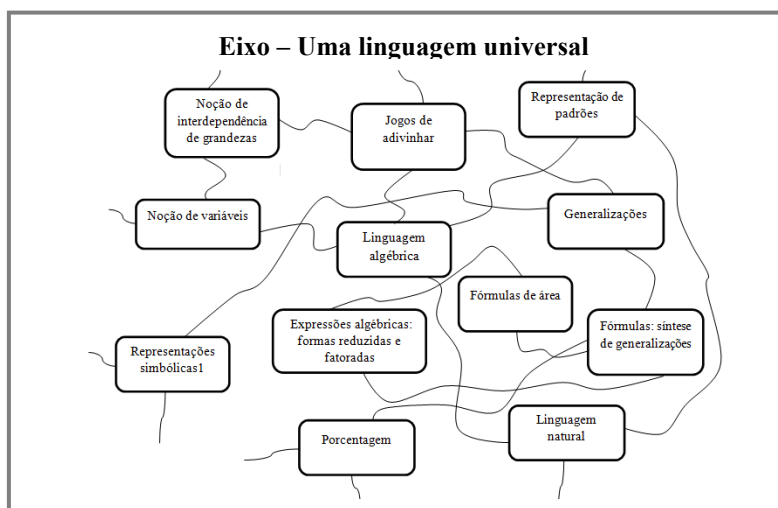 Eixo – Uma linguagem universal
Noção de
interdependência
de grandezas
Jogos de
adivinhar
Representação de
padrões
Noção de variáveis
Linguagem
algébrica
Generalizações
Fórmulas de área
Expressões algébricas:
formas reduzidas e
fatoradas
Fórmulas: síntese
de generalizações
Representações
simbólicas1
Porcentagem
Linguagem
natural